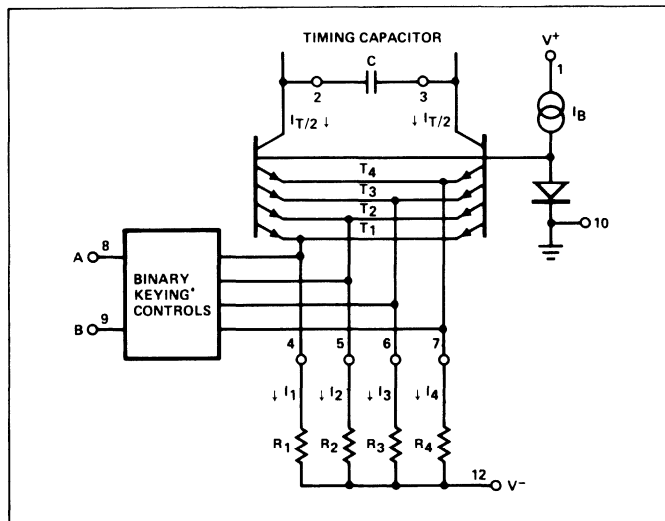 TIMING CAPACITOR
C
V+
1
2
3
IT/2 ↓
↓ IT/2
IB
T4
T3
T2
T1
10
A
8
B
9
BINARY
KEYING*
CONTROLS
4
5
6
7
↓ I1
↓ I2
↓ I3
↓ I4
R1
R2
R3
R4
12
V−